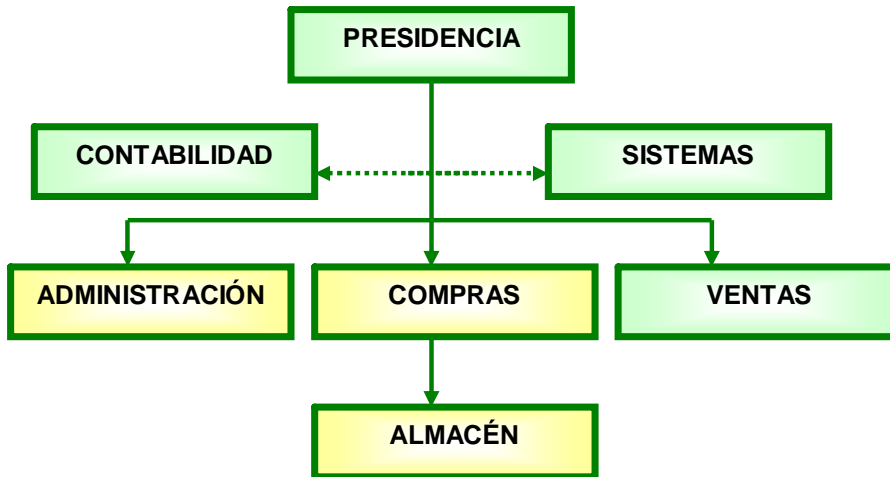 PRESIDENCIA
CONTABILIDAD
SISTEMAS
ADMINISTRACIÓN
COMPRAS
VENTAS
ALMACÉN